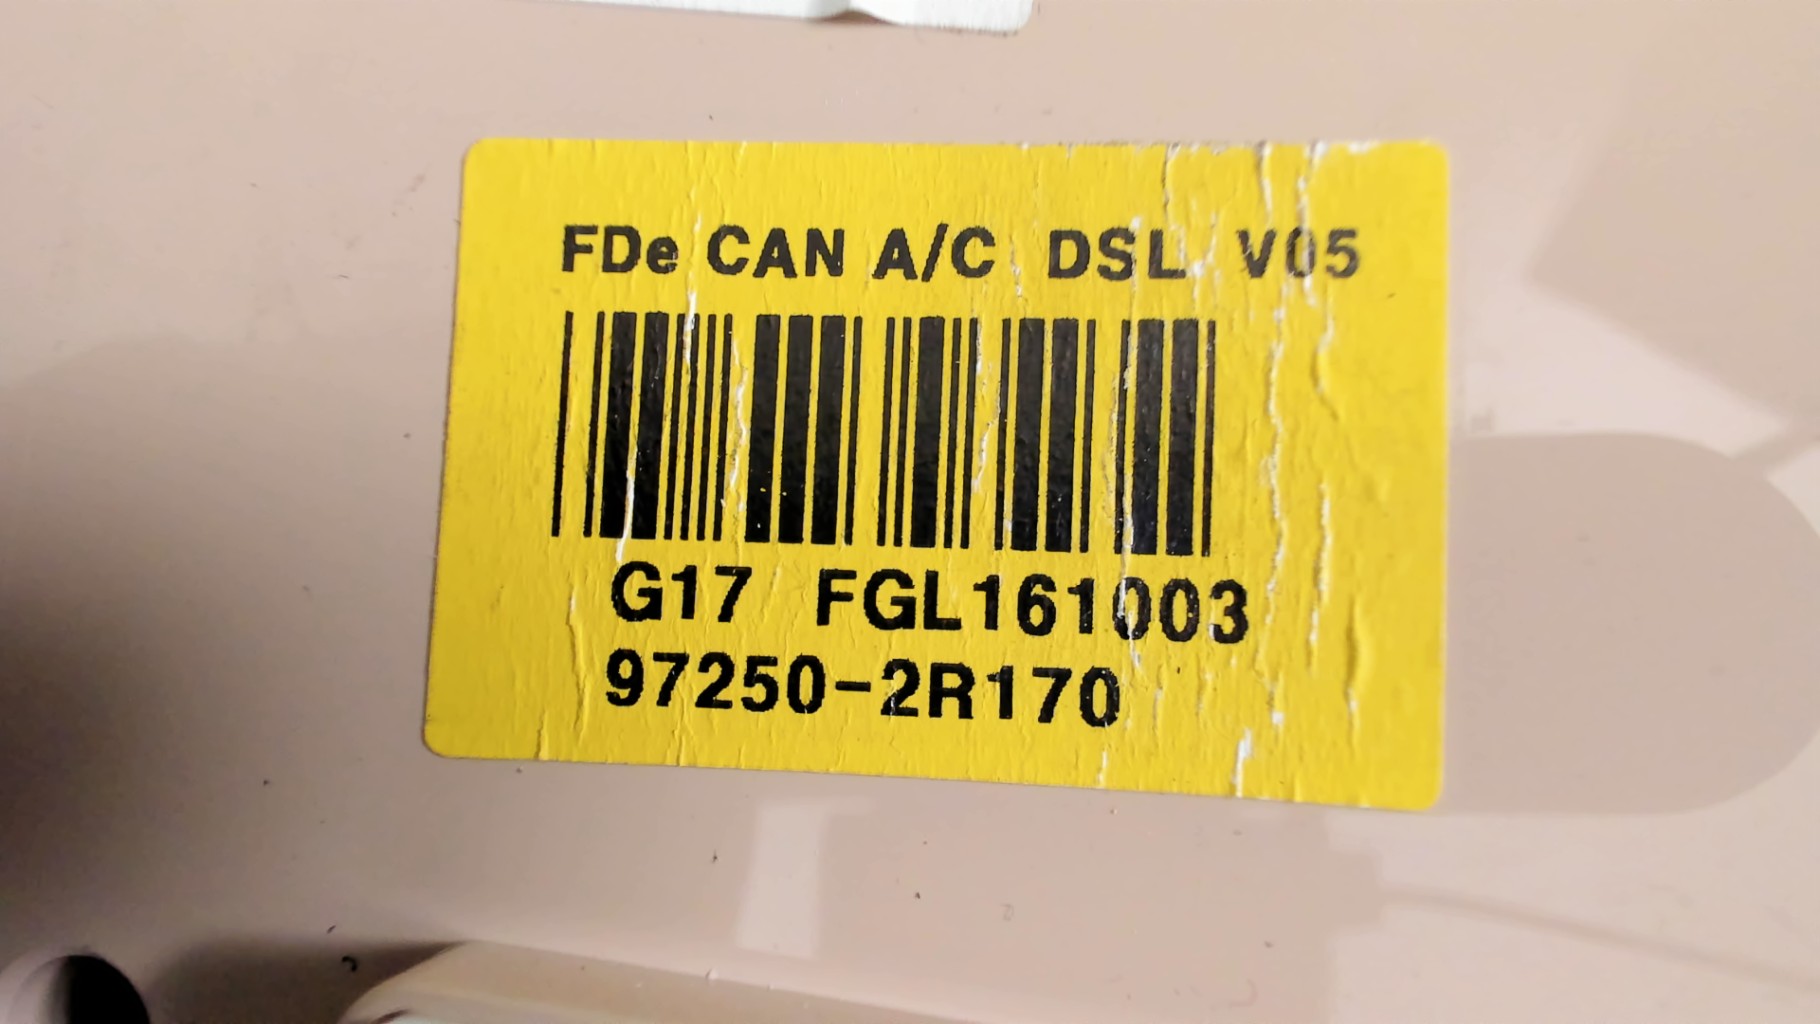 FDe CAN A/C DSL V05
G17 FGL161003
97250-2R170